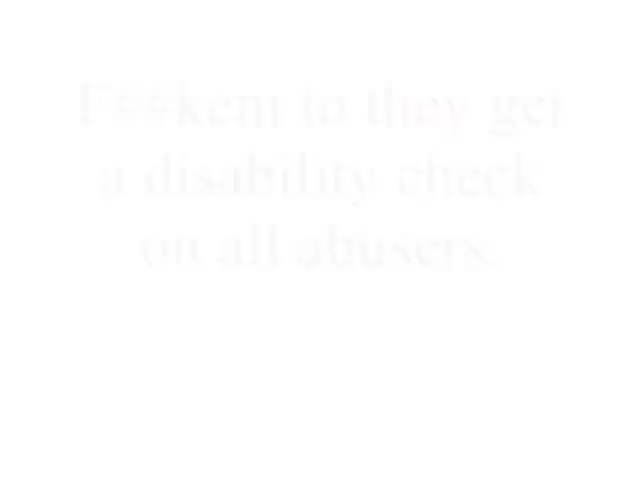 F##kem to they get
a disability check
on all abusers.